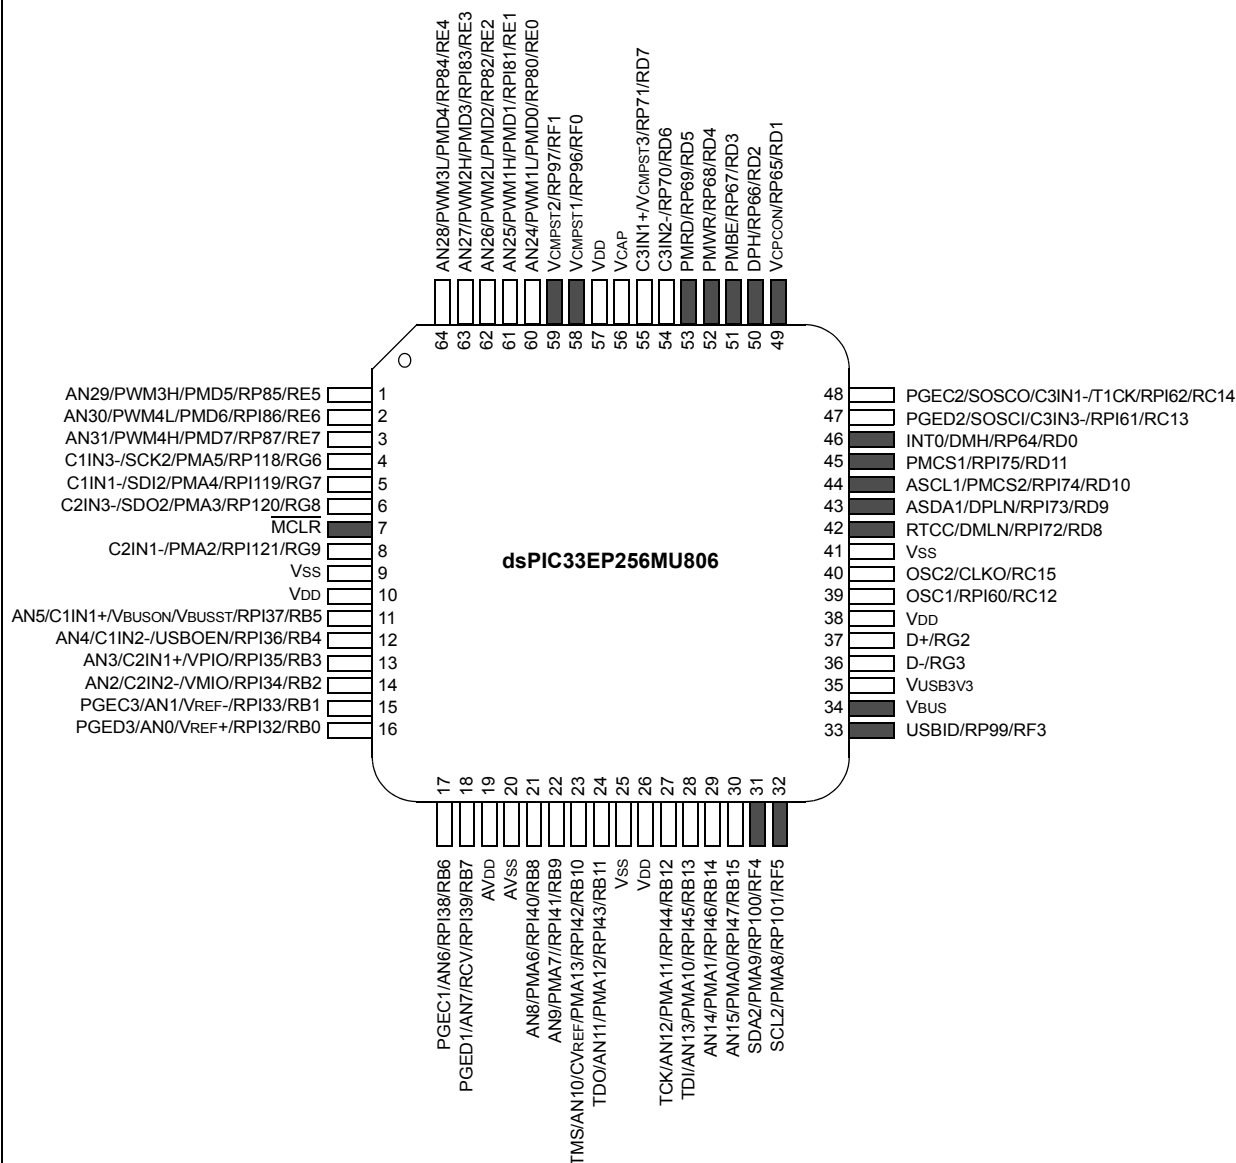 AN28/PWM3L/PMD4/RP84/RE4
AN27/PWM2H/PMD3/RPI83/RE3
AN26/PWM2L/PMD2/RP82/RE2
AN25/PWM1H/PMD1/RPI81/RE1
AN24/PWM1L/PMD0/RP80/RE0
VCMPST2/RP97/RF1
VCMPST1/RP96/RF0
VDD
VCAP
C3IN1+/VCMPST3/RP71/RD7
C3IN2-/RP70/RD6
PMRD/RP69/RD5
PMWR/RP68/RD4
PMBE/RP67/RD3
DPH/RP66/RD2
VCPCON/RP65/RD1
64
63
62
61
60
59
58
57
56
55
54
53
52
51
50
49
AN29/PWM3H/PMD5/RP85/RE5 1
AN30/PWM4L/PMD6/RPI86/RE6 2
AN31/PWM4H/PMD7/RP87/RE7 3
C1IN3-/SCK2/PMA5/RP118/RG6 4
C1IN1-/SDI2/PMA4/RPI119/RG7 5
C2IN3-/SDO2/PMA3/RP120/RG8 6
MCLR 7
C2IN1-/PMA2/RPI121/RG9 8
VSS 9
VDD 10
AN5/C1IN1+/VBUSON/VBUSST/RPI37/RB5 11
AN4/C1IN2-/USBOEN/RPI36/RB4 12
AN3/C2IN1+/VPIO/RPI35/RB3 13
AN2/C2IN2-/VMIO/RPI34/RB2 14
PGEC3/AN1/VREF-/RPI33/RB1 15
PGED3/AN0/VREF+/RPI32/RB0 16
dsPIC33EP256MU806
48 PGEC2/SOSCO/C3IN1-/T1CK/RPI62/RC14
47 PGED2/SOSCI/C3IN3-/RPI61/RC13
46 INT0/DMH/RP64/RD0
45 PMCS1/RPI75/RD11
44 ASCL1/PMCS2/RPI74/RD10
43 ASDA1/DPLN/RPI73/RD9
42 RTCC/DMLN/RPI72/RD8
41 VSS
40 OSC2/CLKO/RC15
39 OSC1/RPI60/RC12
38 VDD
37 D+/RG2
36 D-/RG3
35 VUSB3V3
34 VBUS
33 USBID/RP99/RF3
17
18
19
20
21
22
23
24
25
26
27
28
29
30
31
32
PGEC1/AN6/RPI38/RB6
PGED1/AN7/RCV/RPI39/RB7
AVDD
AVSS
AN8/PMA6/RPI40/RB8
AN9/PMA7//RPI41/RB9
TMS/AN10/CVREF/PMA13/RPI42/RB10
TDO/AN11/PMA12/RPI43/RB11
VSS
VDD
TCK/AN12/PMA11/RPI44/RB12
TDI/AN13/PMA10/RPI45/RB13
AN14/PMA1/RPI46/RB14
AN15/PMA0/RPI47/RB15
SDA2/PMA9/RP100/RF4
SCL2/PMA8/RP101/RF5